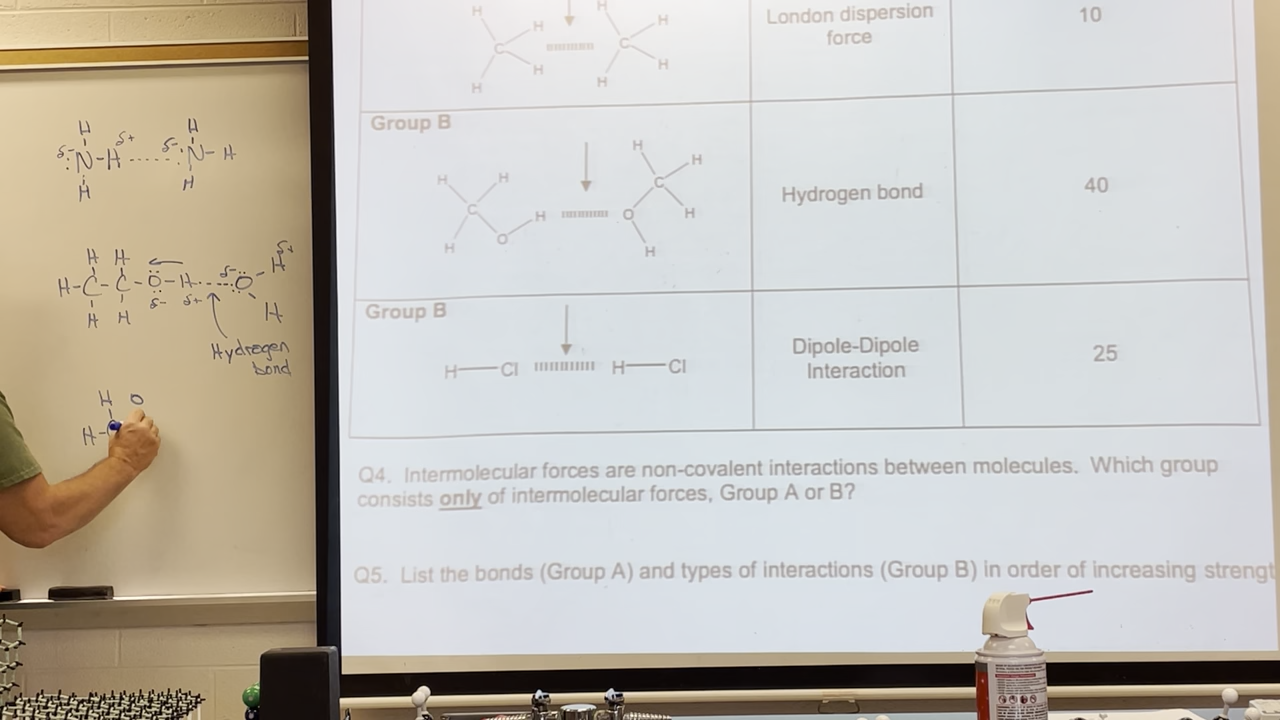 H H
δ- :N-H δ+ ...... δ- :N-H
H H
H H
H-C-C-Ö-H ...... :Ö-H
δ- δ+ δ- δ+
H H H
Hydrogen
bond
H O
H-C
H H H H
C C
H H H H
London dispersion
force
10
Group B
H H H H
C H C
O O H
H H
Hydrogen bond
40
Group B
H—Cl H—Cl
Dipole-Dipole
Interaction
25
Q4. Intermolecular forces are non-covalent interactions between molecules. Which group
consists only of intermolecular forces, Group A or B?
Q5. List the bonds (Group A) and types of interactions (Group B) in order of increasing strengt